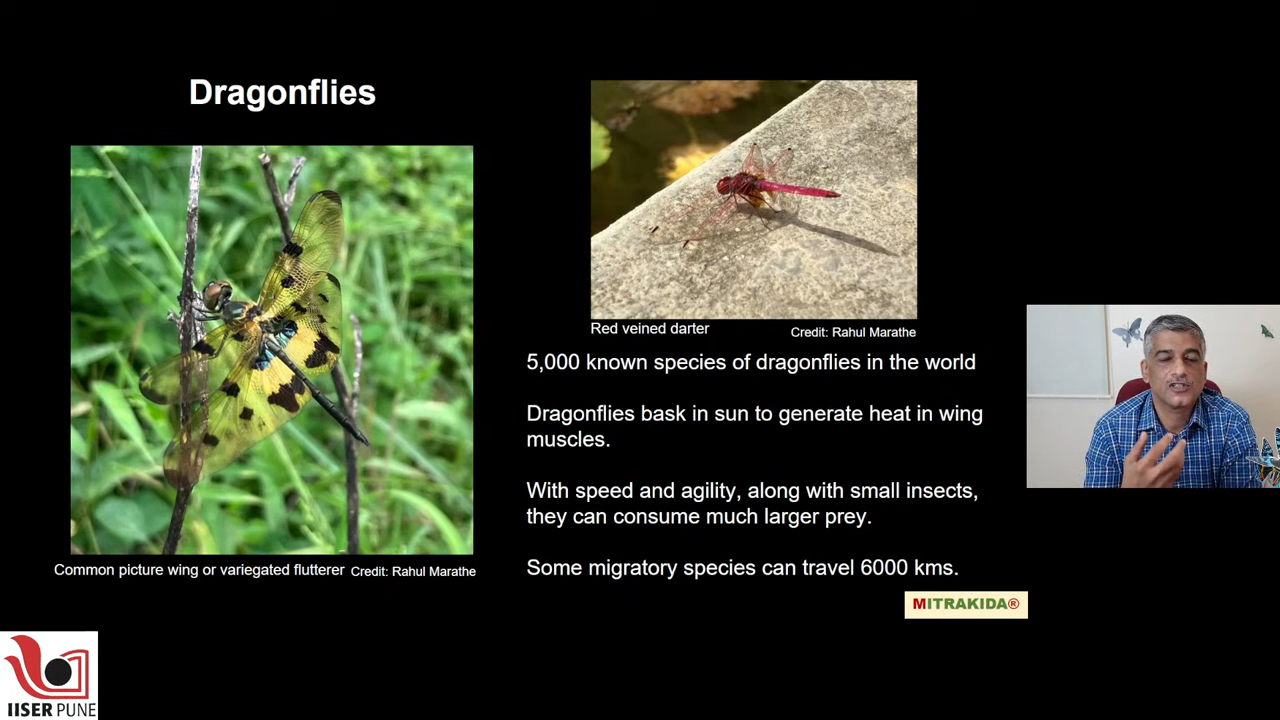 Dragonflies
Common picture wing or variegated flutterer
Credit: Rahul Marathe
Red veined darter
Credit: Rahul Marathe
5,000 known species of dragonflies in the world
Dragonflies bask in sun to generate heat in wing
muscles.
With speed and agility, along with small insects,
they can consume much larger prey.
Some migratory species can travel 6000 kms.
MITRAKIDA®
IISER PUNE